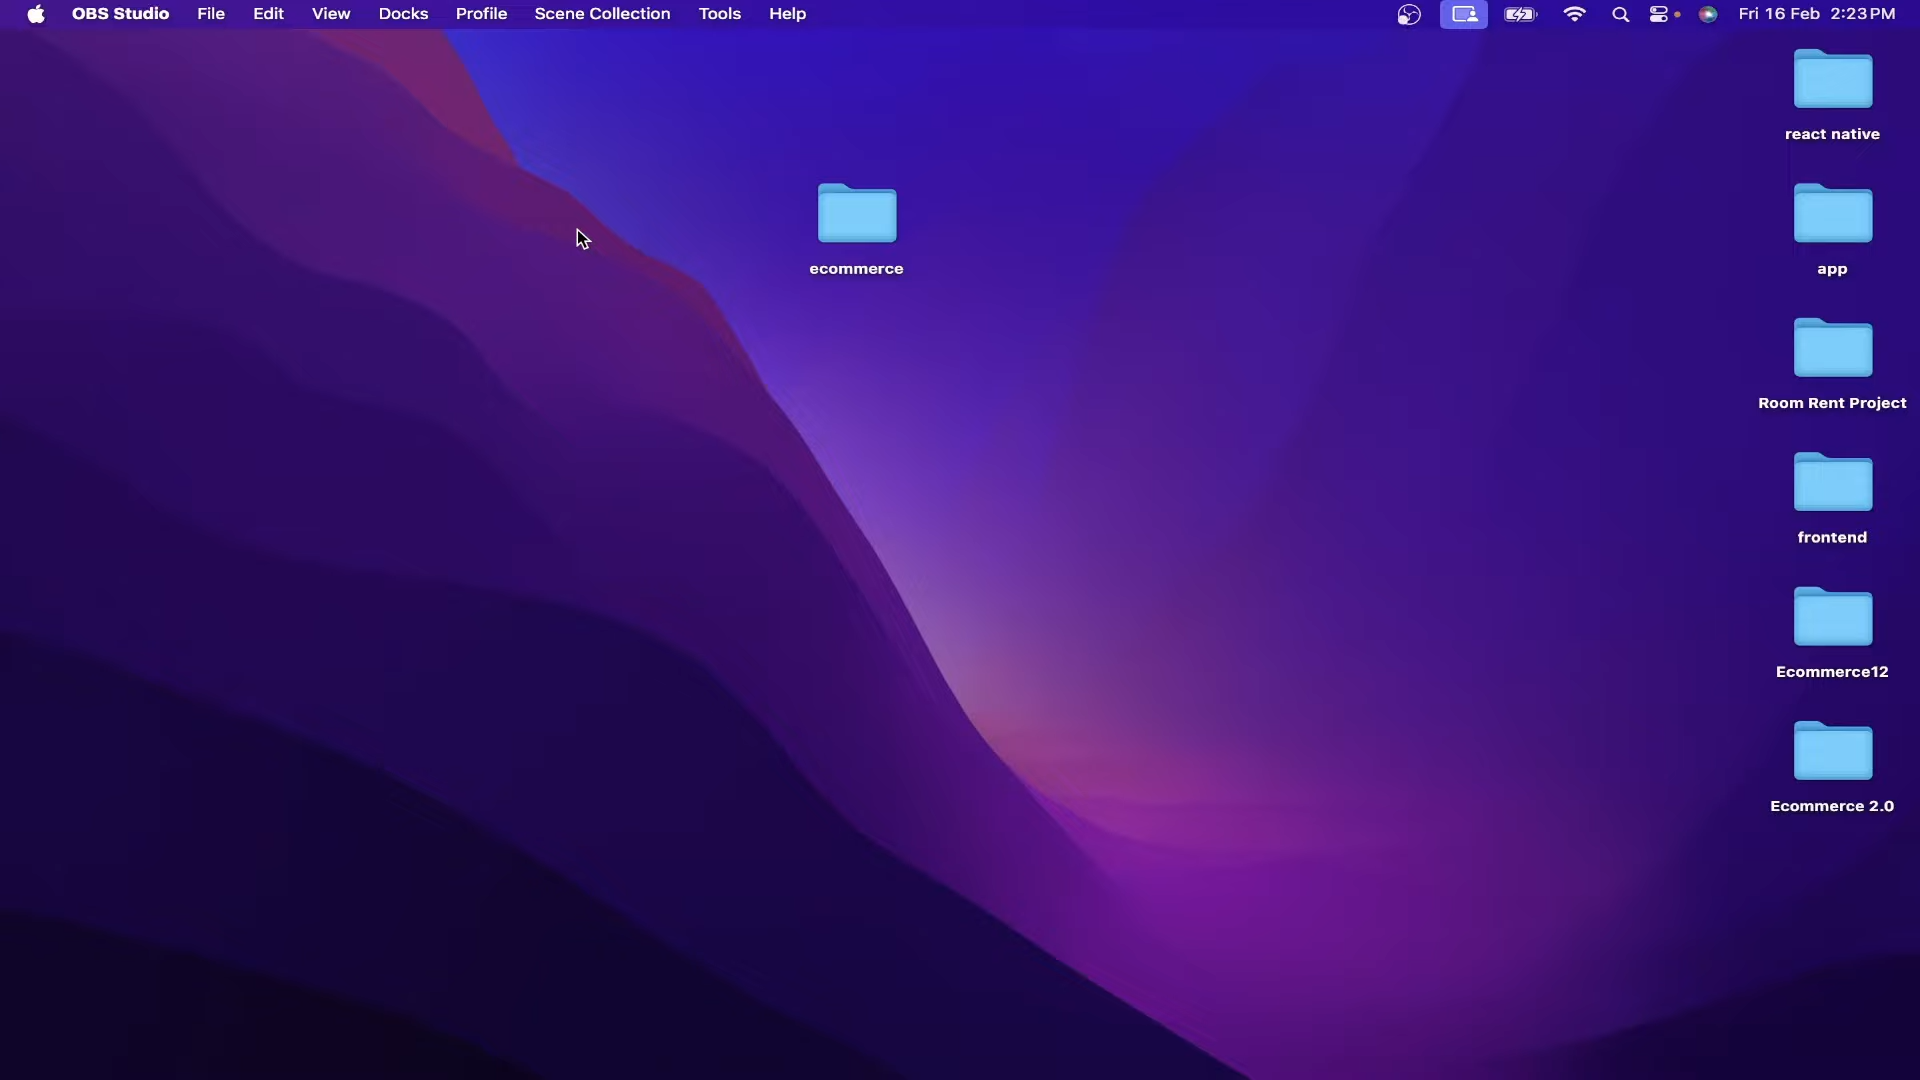 OBS Studio File Edit View Docks Profile Scene Collection Tools Help Fri 16 Feb 2:23 PM
react native
ecommerce
app
Room Rent Project
frontend
Ecommerce12
Ecommerce 2.0